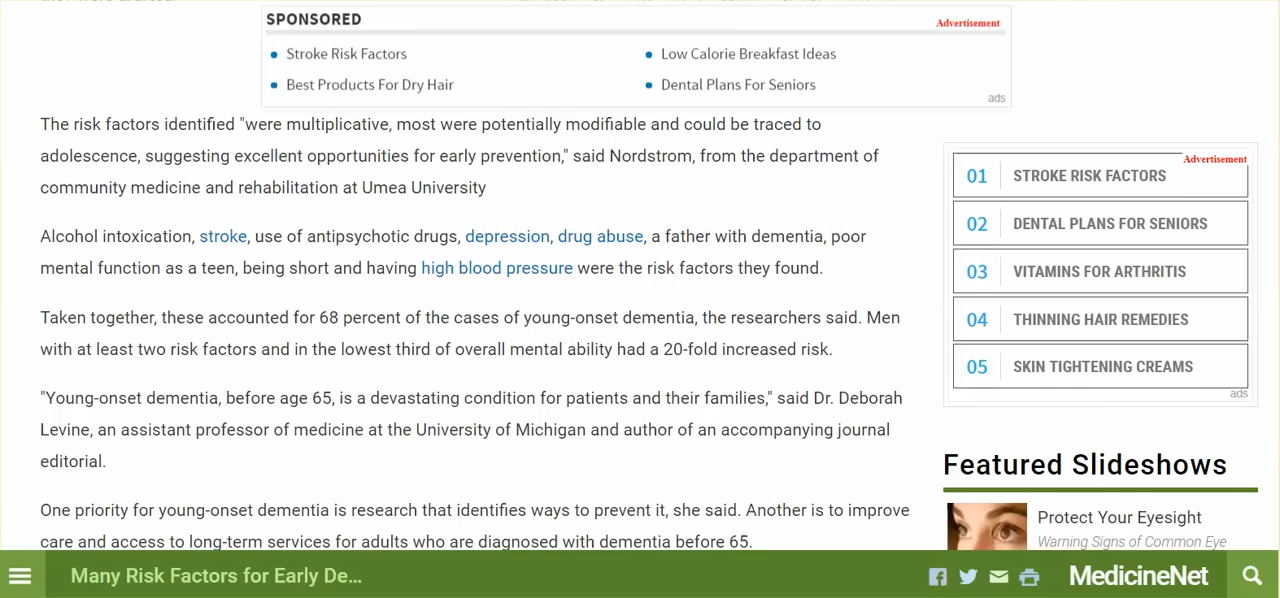 SPONSORED
Advertisement
Stroke Risk Factors
Low Calorie Breakfast Ideas
Best Products For Dry Hair
Dental Plans For Seniors
ads
The risk factors identified "were multiplicative, most were potentially modifiable and could be traced to
adolescence, suggesting excellent opportunities for early prevention," said Nordstrom, from the department of
community medicine and rehabilitation at Umea University
Alcohol intoxication, stroke, use of antipsychotic drugs, depression, drug abuse, a father with dementia, poor
mental function as a teen, being short and having high blood pressure were the risk factors they found.
Taken together, these accounted for 68 percent of the cases of young-onset dementia, the researchers said. Men
with at least two risk factors and in the lowest third of overall mental ability had a 20-fold increased risk.
"Young-onset dementia, before age 65, is a devastating condition for patients and their families," said Dr. Deborah
Levine, an assistant professor of medicine at the University of Michigan and author of an accompanying journal
editorial.
One priority for young-onset dementia is research that identifies ways to prevent it, she said. Another is to improve
care and access to long-term services for adults who are diagnosed with dementia before 65.
Advertisement
01 STROKE RISK FACTORS
02 DENTAL PLANS FOR SENIORS
03 VITAMINS FOR ARTHRITIS
04 THINNING HAIR REMEDIES
05 SKIN TIGHTENING CREAMS
ads
Featured Slideshows
Protect Your Eyesight
Warning Signs of Common Eye
Many Risk Factors for Early De...
MedicineNet